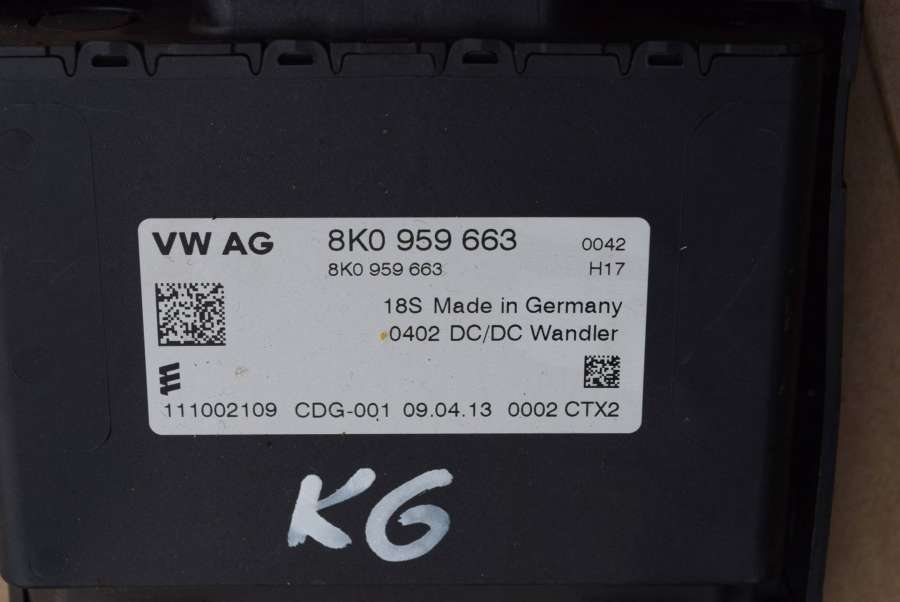 VW AG 8K0 959 663 0042
8K0 959 663 H17
18S Made in Germany
0402 DC/DC Wandler
111002109 CDG-001 09.04.13 0002 CTX2
KG